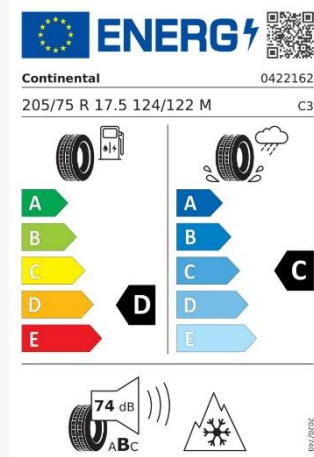 ENERG
Continental 0422162
205/75 R 17.5 124/122 M C3
A A
B B
C C C
D D D
E E
74 dB
ABC
2020/740